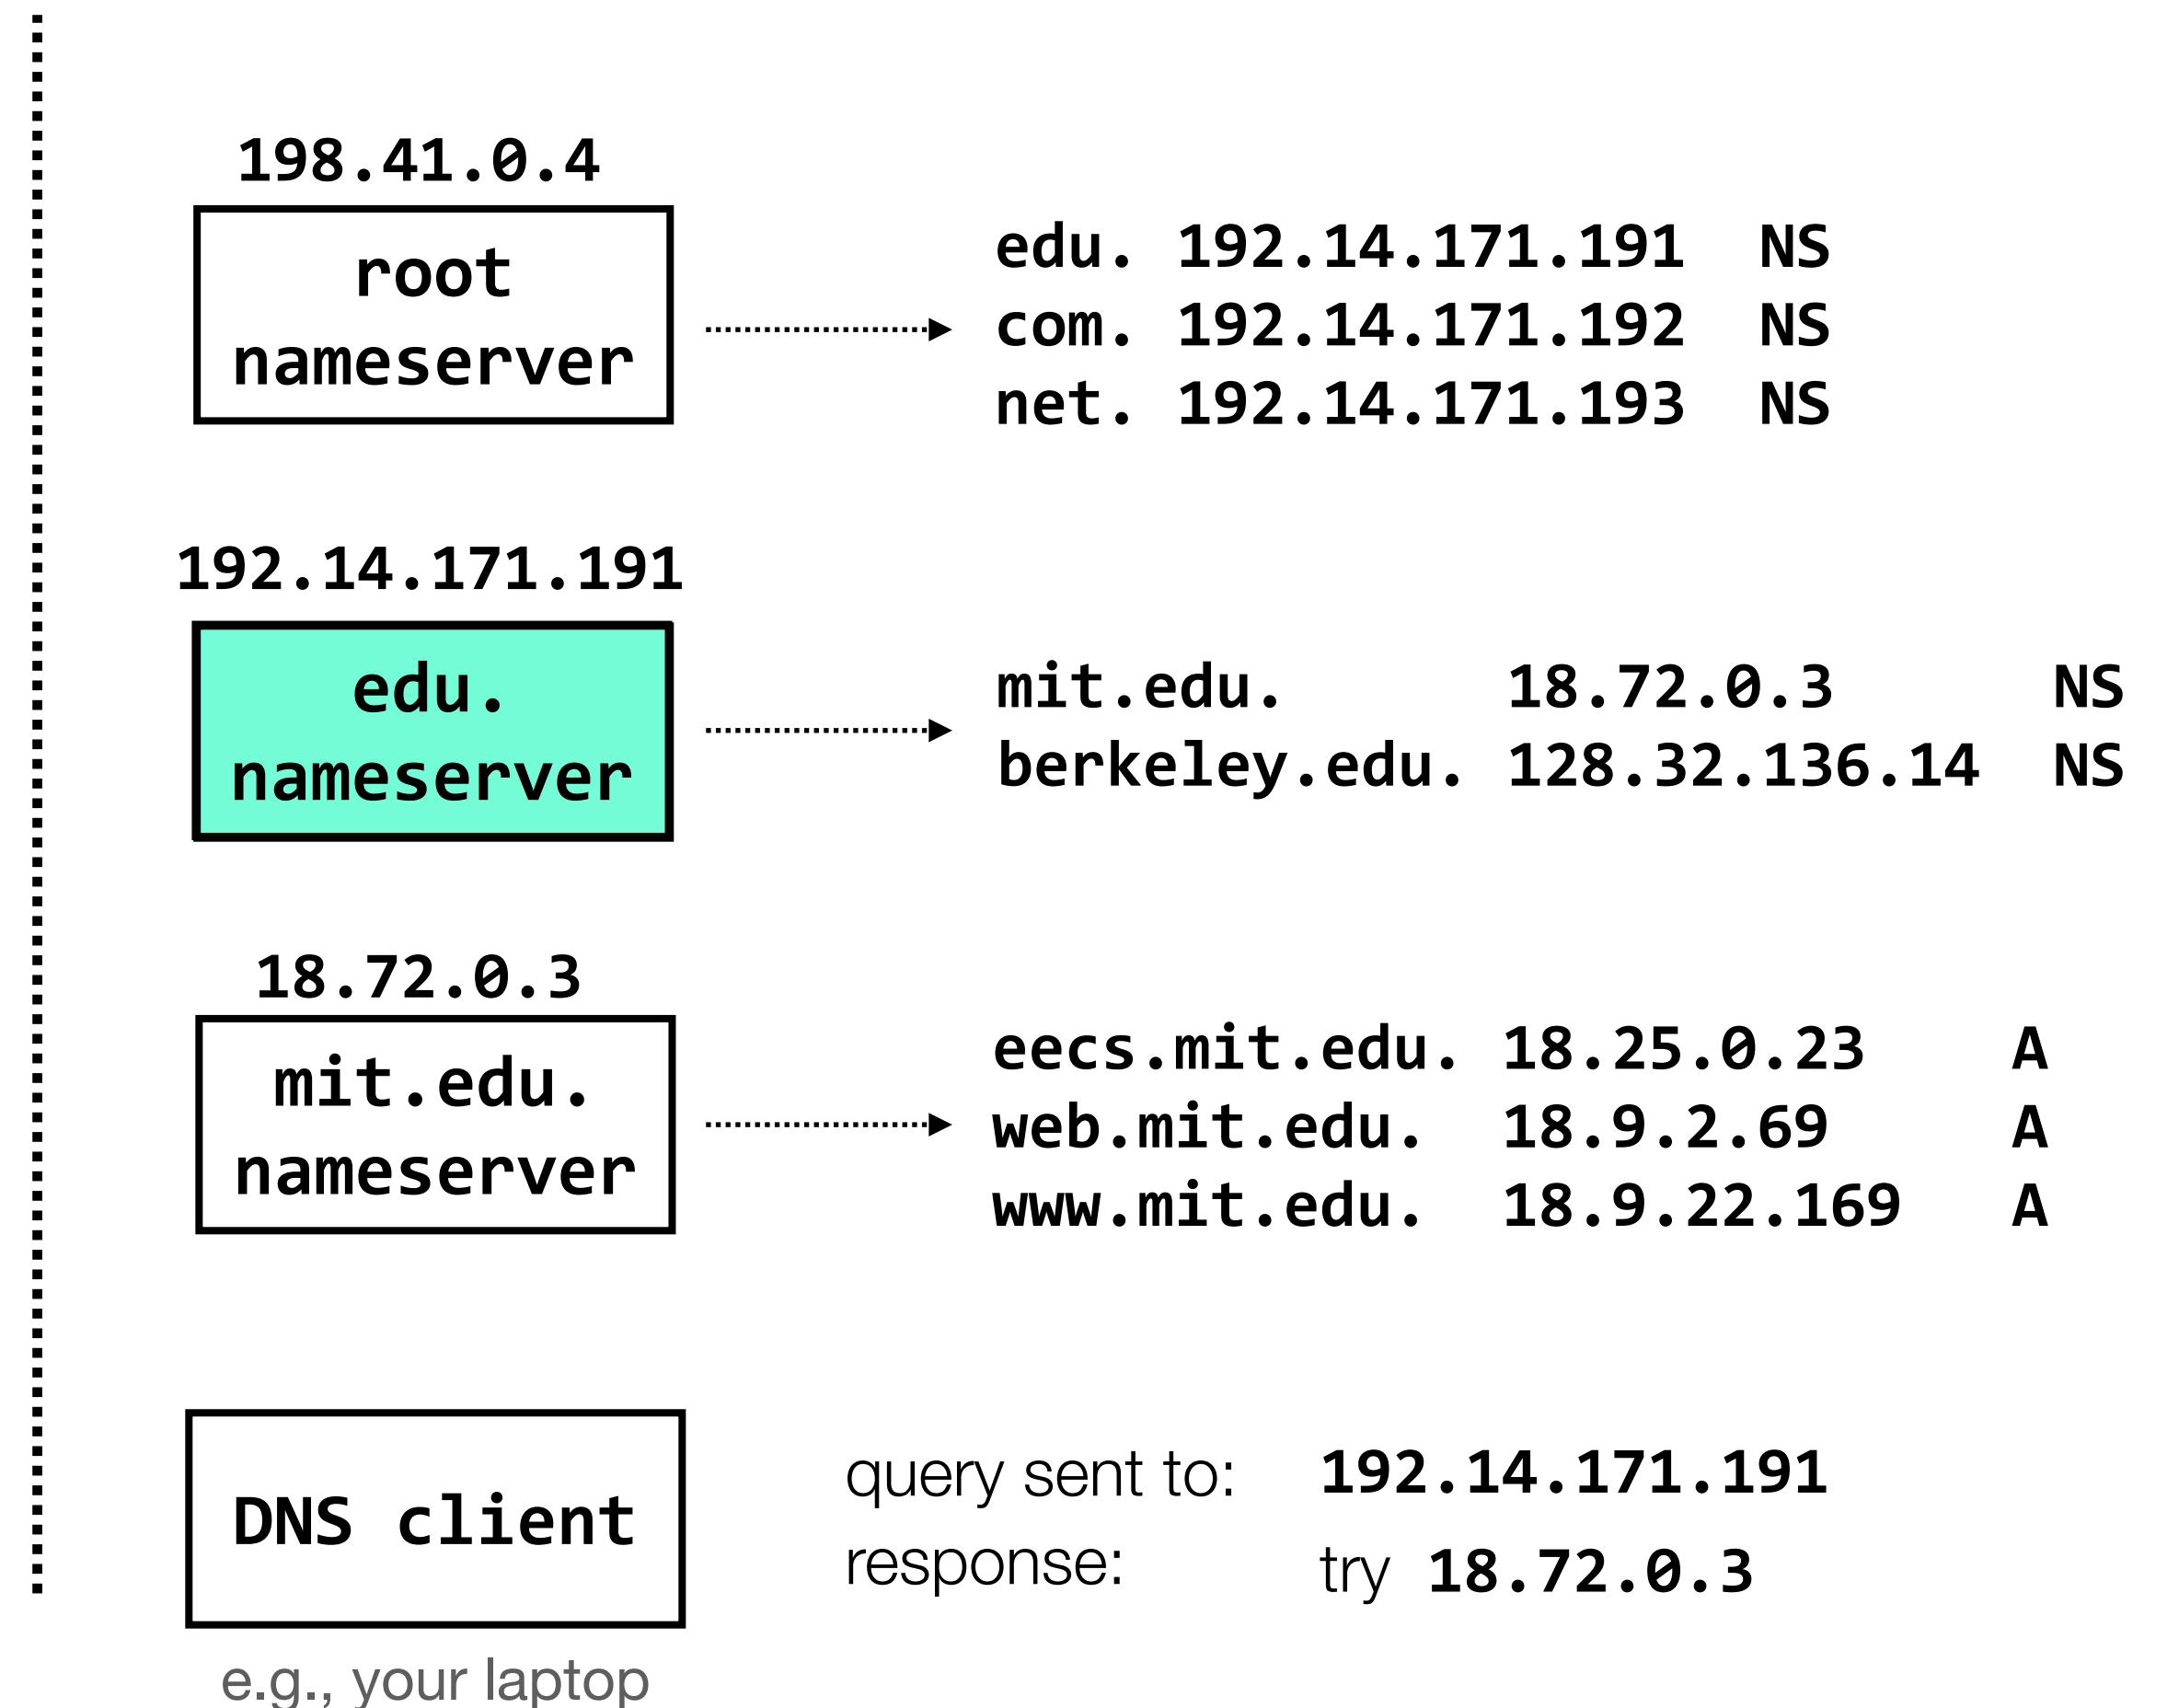 198.41.0.4
root
nameserver
edu. 192.14.171.191 NS
com. 192.14.171.192 NS
net. 192.14.171.193 NS
192.14.171.191
edu.
nameserver
mit.edu. 18.72.0.3 NS
berkeley.edu. 128.32.136.14 NS
18.72.0.3
mit.edu.
nameserver
eecs.mit.edu. 18.25.0.23 A
web.mit.edu. 18.9.2.69 A
www.mit.edu. 18.9.22.169 A
DNS client
e.g., your laptop
query sent to: 192.14.171.191
response: try 18.72.0.3